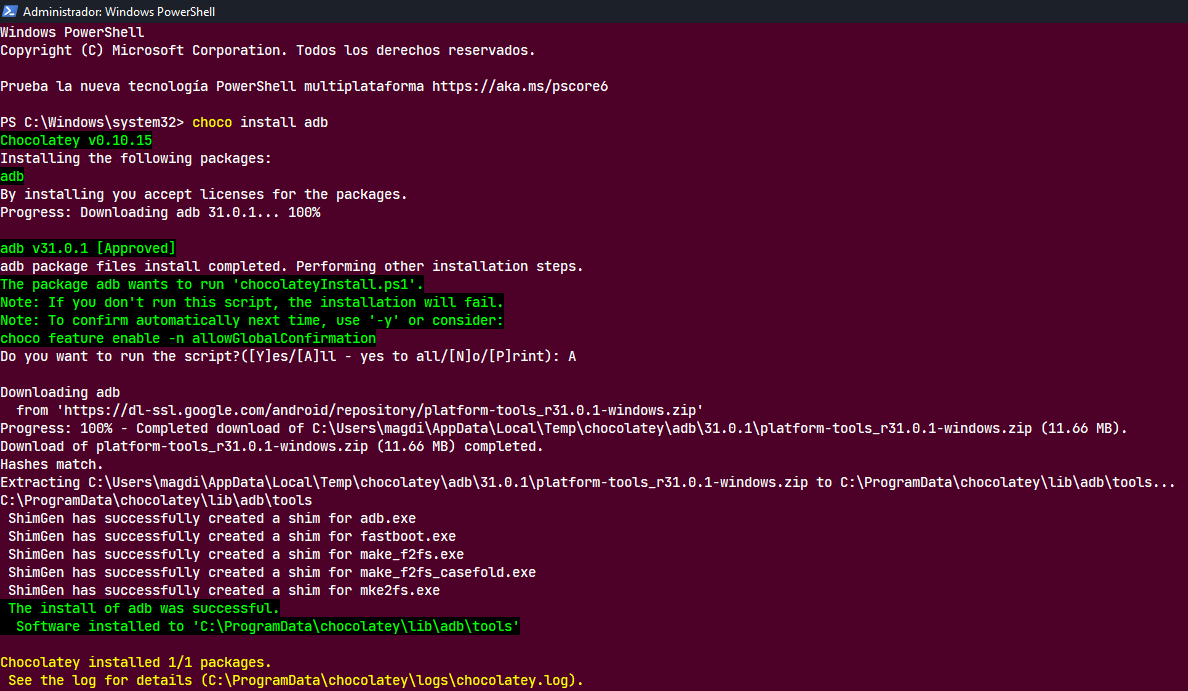 Administrador: Windows PowerShell
Windows PowerShell
Copyright (C) Microsoft Corporation. Todos los derechos reservados.
Prueba la nueva tecnología PowerShell multiplataforma https://aka.ms/pscore6
PS C:\Windows\system32> choco install adb
Chocolatey v0.10.15
Installing the following packages:
adb
By installing you accept licenses for the packages.
Progress: Downloading adb 31.0.1... 100%
adb v31.0.1 [Approved]
adb package files install completed. Performing other installation steps.
The package adb wants to run 'chocolateyInstall.ps1'.
Note: If you don't run this script, the installation will fail.
Note: To confirm automatically next time, use '-y' or consider:
choco feature enable -n allowGlobalConfirmation
Do you want to run the script?([Y]es/[A]ll - yes to all/[N]o/[P]rint): A
Downloading adb
  from 'https://dl-ssl.google.com/android/repository/platform-tools_r31.0.1-windows.zip'
Progress: 100% - Completed download of C:\Users\magdi\AppData\Local\Temp\chocolatey\adb\31.0.1\platform-tools_r31.0.1-windows.zip (11.66 MB).
Download of platform-tools_r31.0.1-windows.zip (11.66 MB) completed.
Hashes match.
Extracting C:\Users\magdi\AppData\Local\Temp\chocolatey\adb\31.0.1\platform-tools_r31.0.1-windows.zip to C:\ProgramData\chocolatey\lib\adb\tools...
C:\ProgramData\chocolatey\lib\adb\tools
 ShimGen has successfully created a shim for adb.exe
 ShimGen has successfully created a shim for fastboot.exe
 ShimGen has successfully created a shim for make_f2fs.exe
 ShimGen has successfully created a shim for make_f2fs_casefold.exe
 ShimGen has successfully created a shim for mke2fs.exe
 The install of adb was successful.
  Software installed to 'C:\ProgramData\chocolatey\lib\adb\tools'
Chocolatey installed 1/1 packages.
 See the log for details (C:\ProgramData\chocolatey\logs\chocolatey.log).